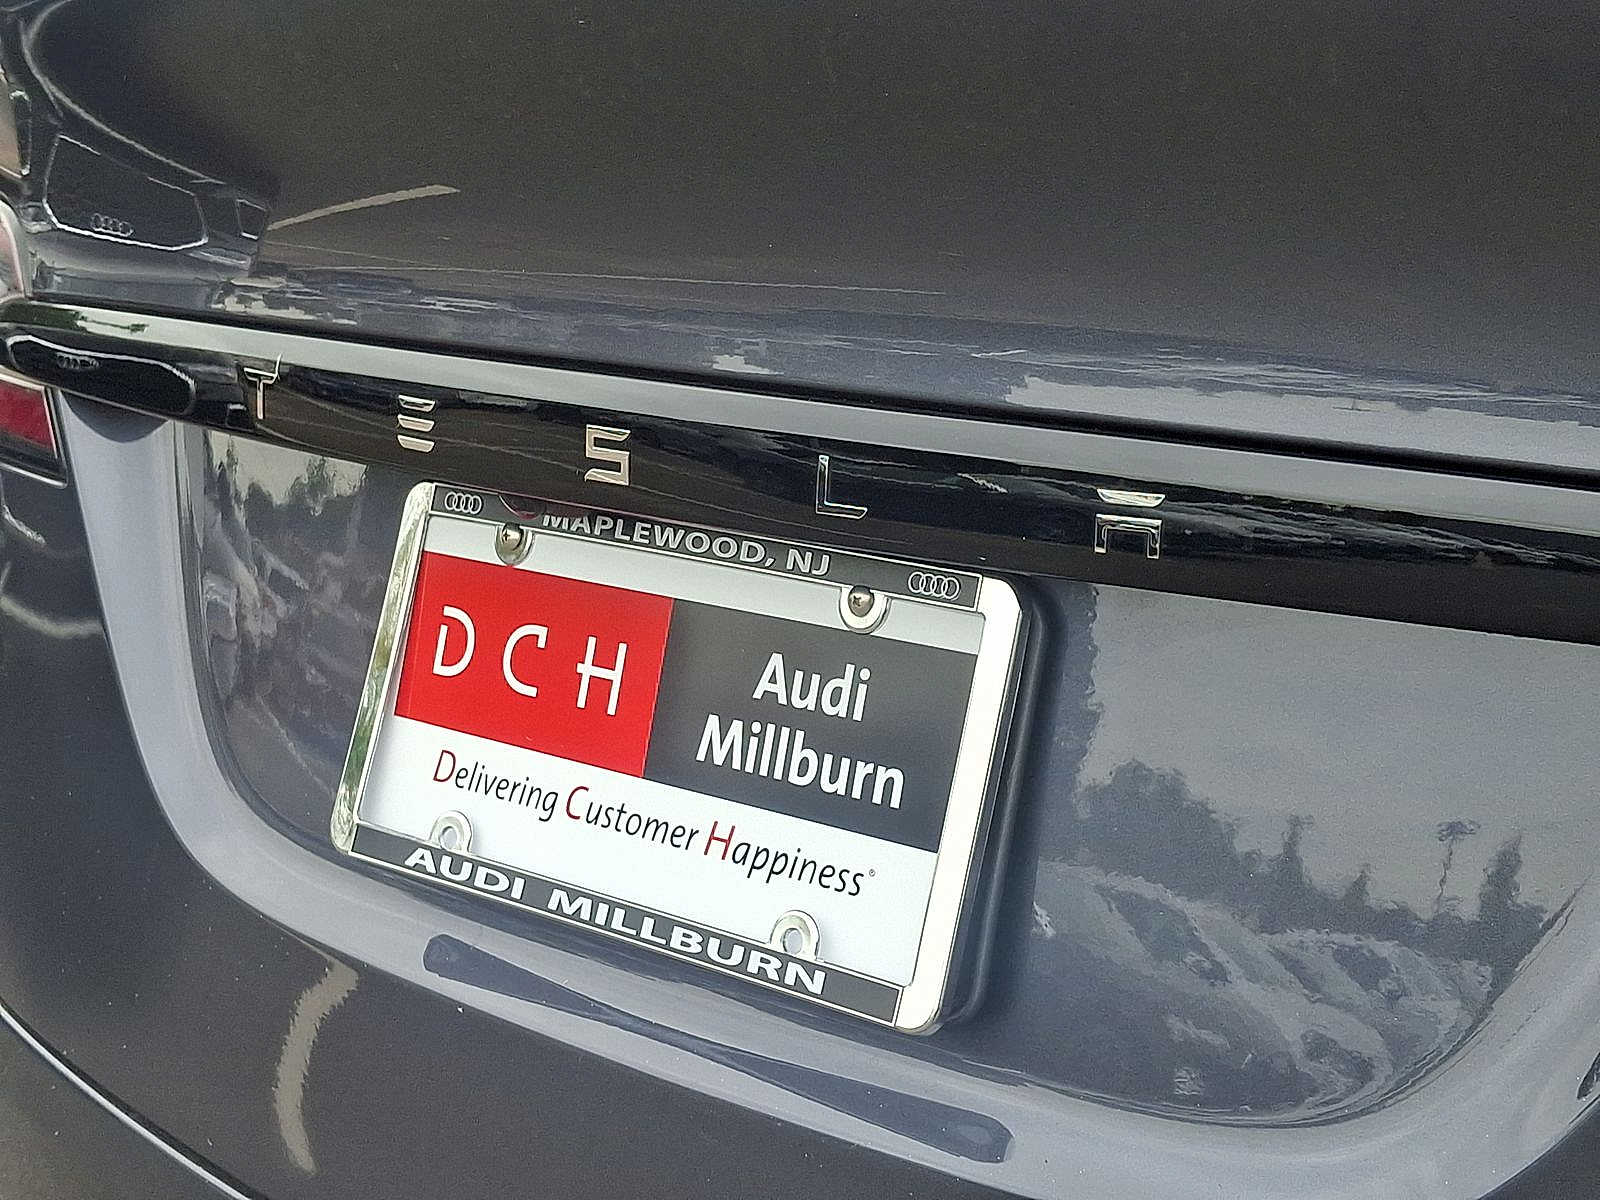 TESLA
MAPLEWOOD, NJ
DCH
Audi
Millburn
Delivering Customer Happiness®
AUDI MILLBURN